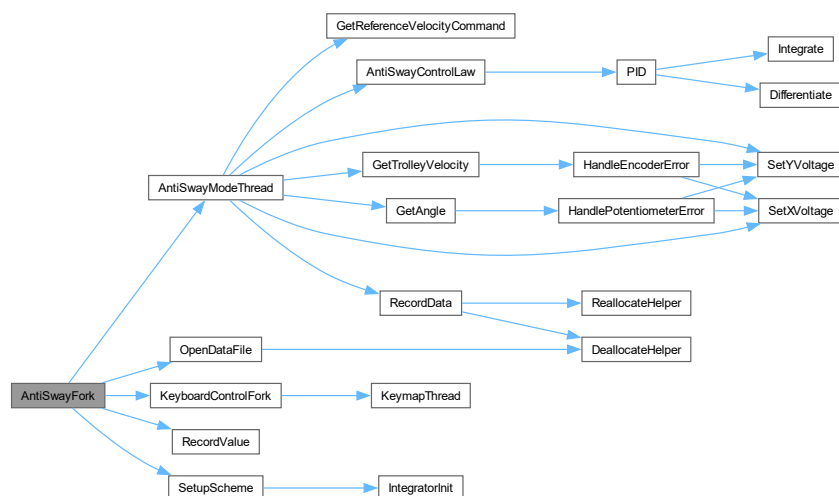 GetReferenceVelocityCommand
Integrate
AntiSwayControlLaw
PID
Differentiate
GetTrolleyVelocity
HandleEncoderError
SetYVoltage
AntiSwayModeThread
GetAngle
HandlePotentiometerError
SetXVoltage
RecordData
ReallocateHelper
OpenDataFile
DeallocateHelper
AntiSwayFork
KeyboardControlFork
KeymapThread
RecordValue
SetupScheme
IntegratorInit